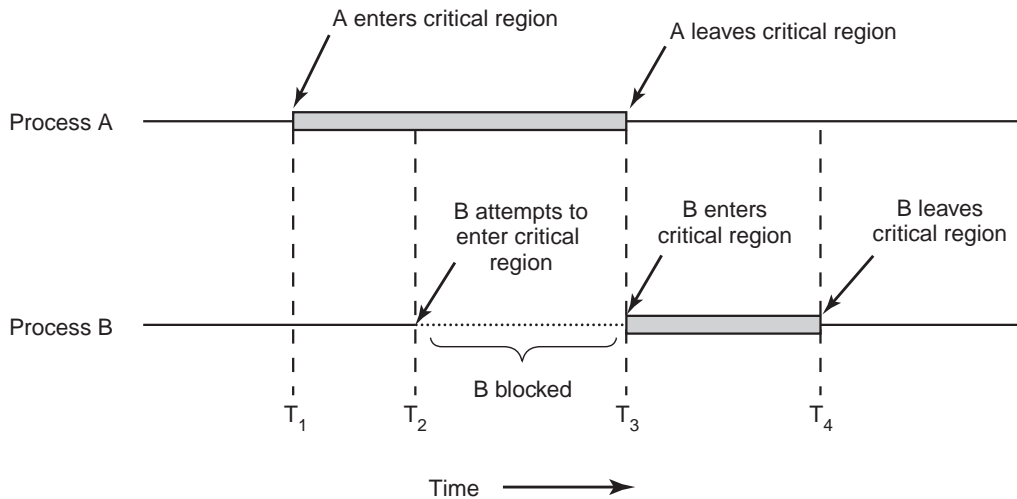 A enters critical region
A leaves critical region
Process A
B attempts to
enter critical
region
B enters
critical region
B leaves
critical region
Process B
B blocked
T1
T2
T3
T4
Time